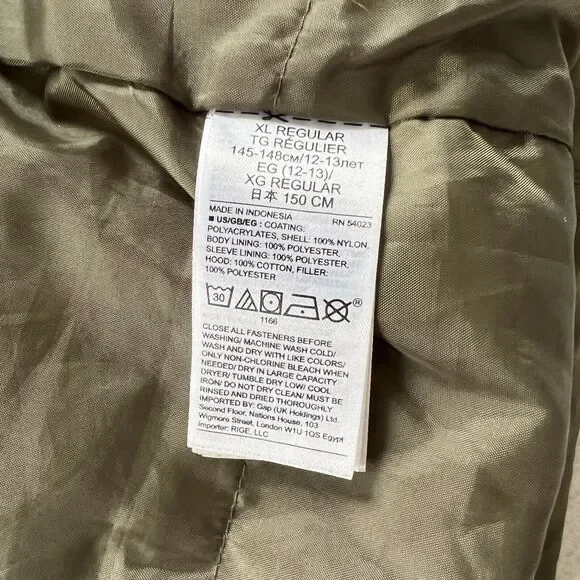 XL REGULAR
TG RÉGULIER
145-148см/12-13лет
EG (12-13)/
XG REGULAR
日本 150 CM
MADE IN INDONESIA RN 54023
■ US/GB/EG : COATING:
POLYACRYLATES, SHELL: 100% NYLON,
BODY LINING: 100% POLYESTER,
SLEEVE LINING: 100% POLYESTER,
HOOD: 100% COTTON, FILLER:
100% POLYESTER
30 ®
1166
CLOSE ALL FASTENERS BEFORE
WASHING/ MACHINE WASH COLD/
WASH AND DRY WITH LIKE COLORS/
ONLY NON-CHLORINE BLEACH WHEN
NEEDED/ DRY IN LARGE CAPACITY
DRYER/ TUMBLE DRY LOW/ COOL
IRON/ DO NOT DRY CLEAN/ MUST BE
RINSED AND DRIED THOROUGHLY
IMPORTED BY: Gap (UK Holdings) Ltd.
Second Floor, Nations House, 103
Wigmore Street, London W1U 1QS Egypt
Importer: RIGE, LLC